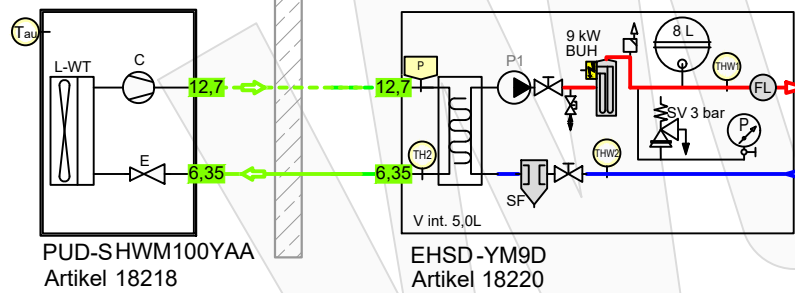 Tau
L-WT
C
12,7
E
6,35
PUD-SHWM100YAA
Artikel 18218
12,7
P
TH2
6,35
P1
9 kW
BUH
8 L
THW1
FL
SV 3 bar
P
SF
THW2
V int. 5,0L
EHSD-YM9D
Artikel 18220